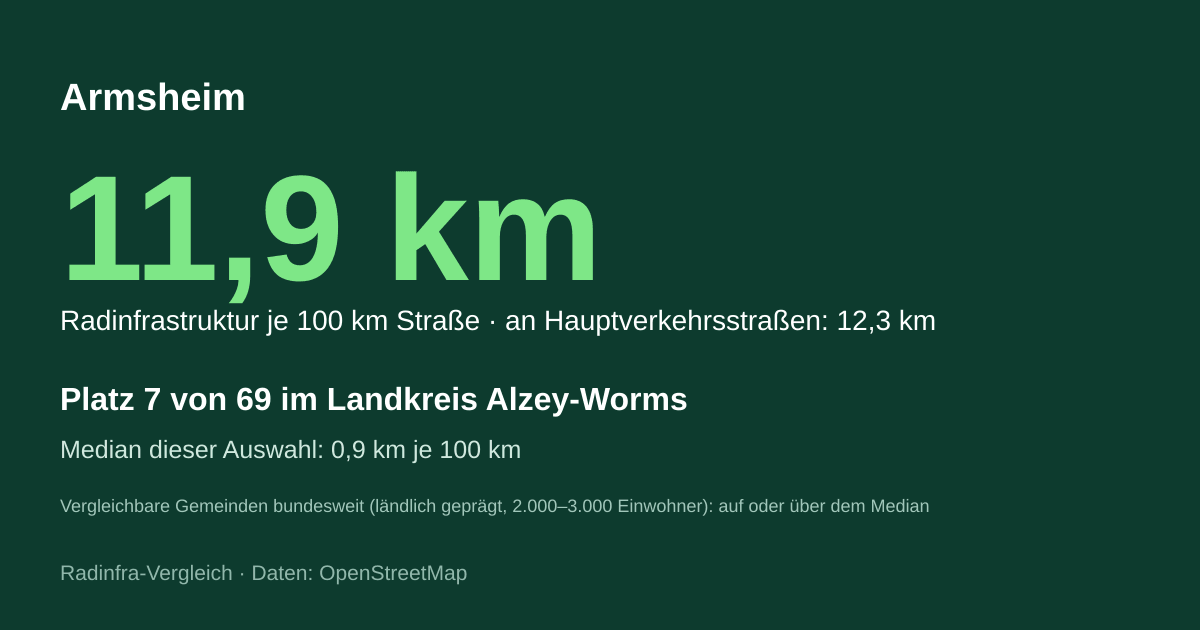 Armsheim
11,9 km
Radinfrastruktur je 100 km Straße · an Hauptverkehrsstraßen: 12,3 km
Platz 7 von 69 im Landkreis Alzey-Worms
Median dieser Auswahl: 0,9 km je 100 km
Vergleichbare Gemeinden bundesweit (ländlich geprägt, 2.000–3.000 Einwohner): auf oder über dem Median
Radinfra-Vergleich · Daten: OpenStreetMap